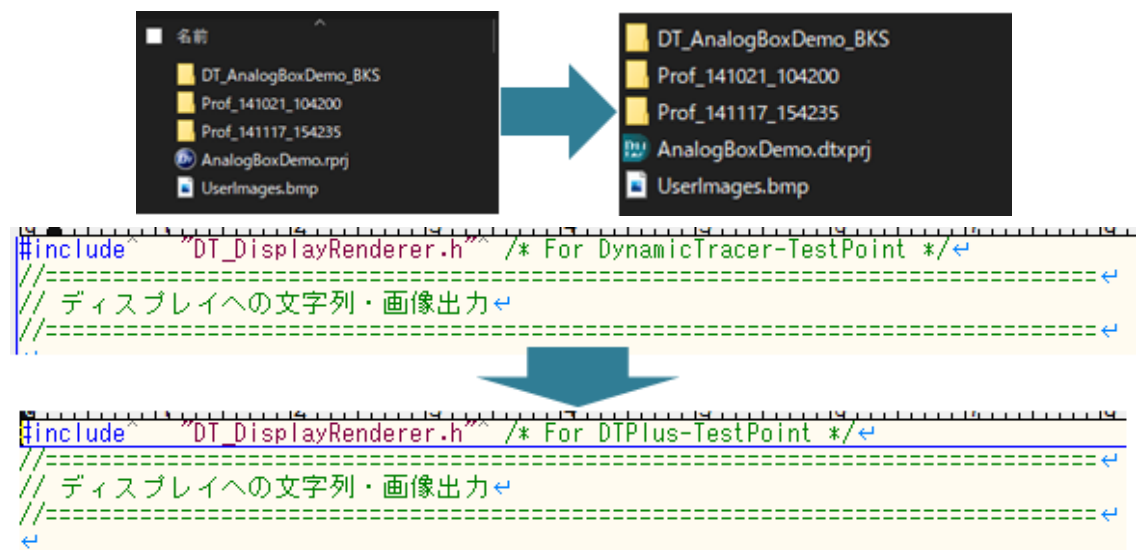 名前
DT_AnalogBoxDemo_BKS
Prof_141021_104200
Prof_141117_154235
AnalogBoxDemo.rprj
UserImages.bmp
DT_AnalogBoxDemo_BKS
Prof_141021_104200
Prof_141117_154235
AnalogBoxDemo.dtxprj
UserImages.bmp
#include^ "DT_DisplayRenderer.h"^ /* For DynamicTracer-TestPoint */↵
//=================================================================↵
// ディスプレイへの文字列・画像出力↵
//=================================================================↵
#include^ "DT_DisplayRenderer.h"^ /* For DTPlus-TestPoint */↵
//=================================================================↵
// ディスプレイへの文字列・画像出力↵
//=================================================================↵
↵